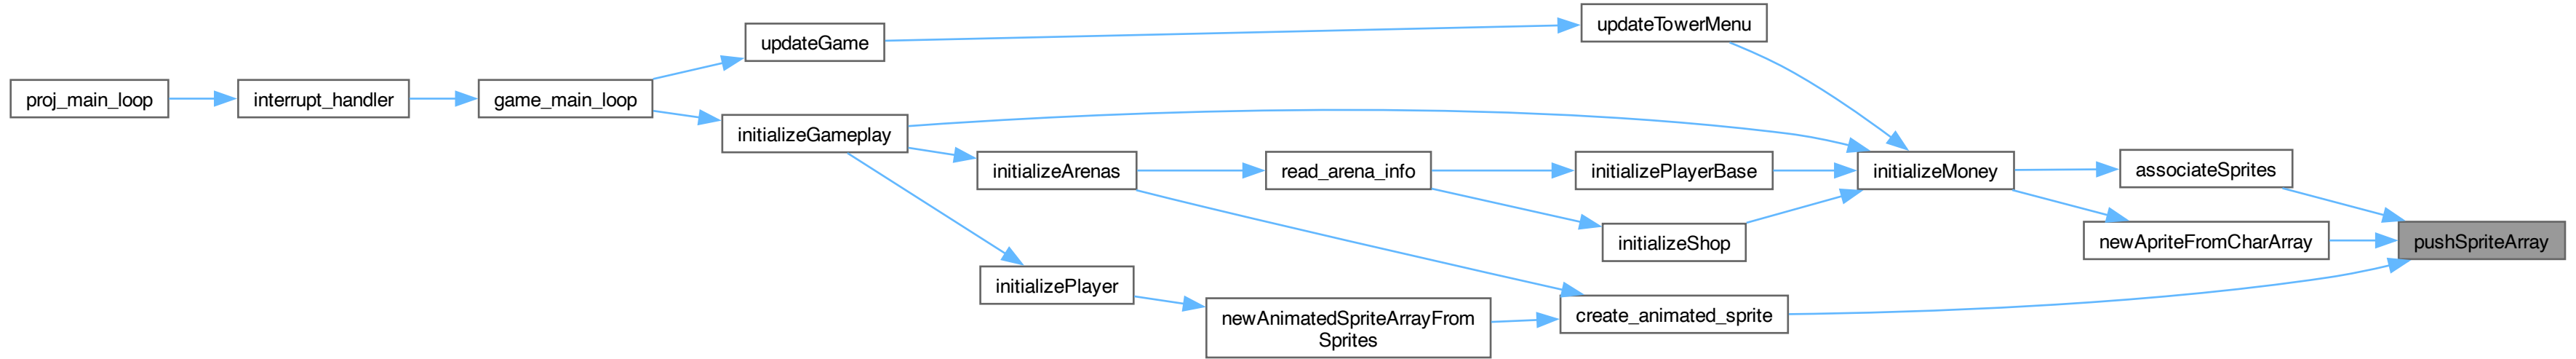 proj_main_loop
interrupt_handler
game_main_loop
updateGame
initializeGameplay
initializeArenas
initializePlayer
read_arena_info
newAnimatedSpriteArrayFrom
Sprites
updateTowerMenu
initializePlayerBase
initializeShop
create_animated_sprite
initializeMoney
associateSprites
newApriteFromCharArray
pushSpriteArray